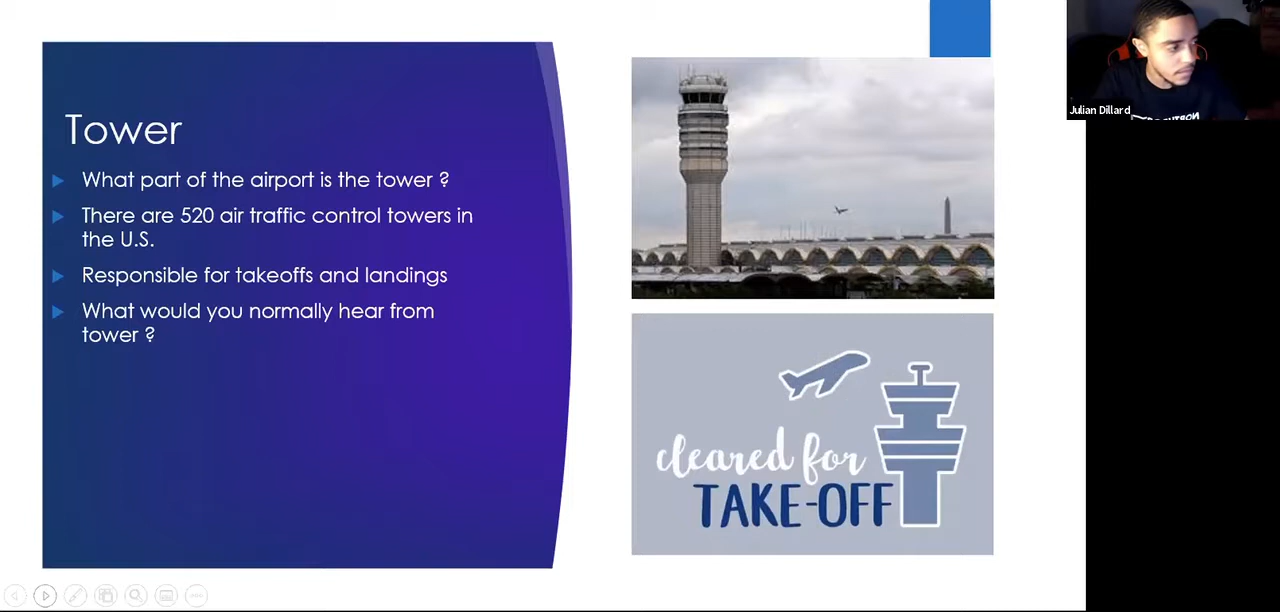 Tower
What part of the airport is the tower ?
There are 520 air traffic control towers in
the U.S.
Responsible for takeoffs and landings
What would you normally hear from
tower ?
cleared for
TAKE-OFF
Julian Dillard